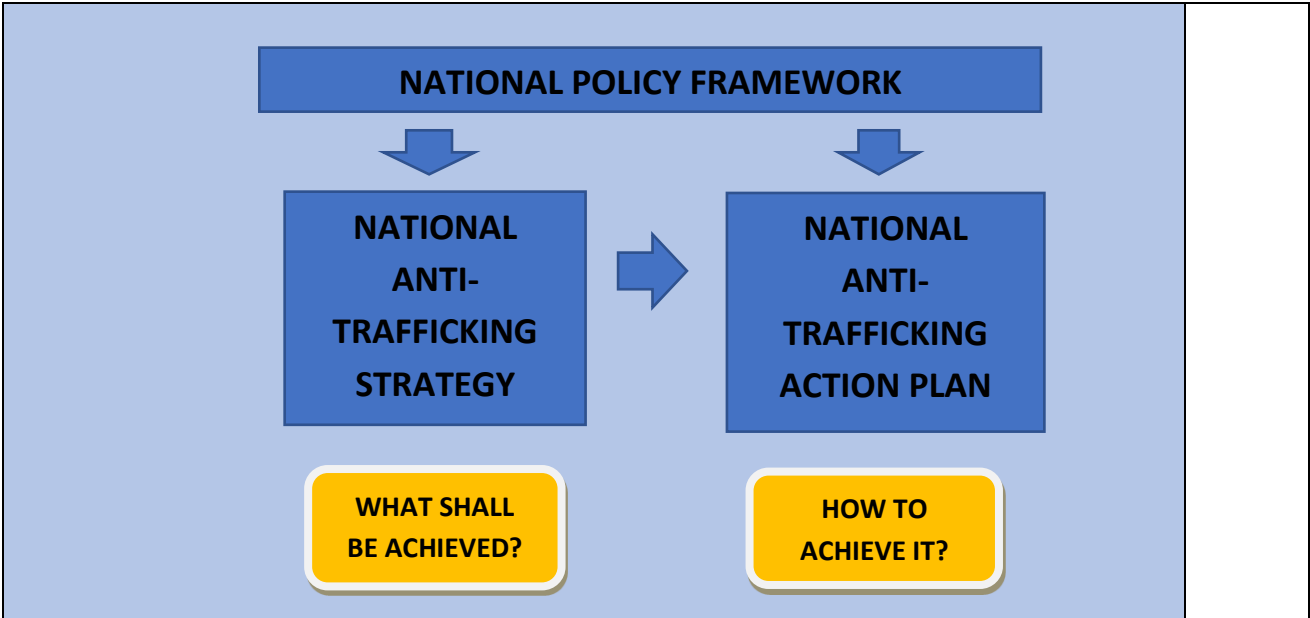 NATIONAL POLICY FRAMEWORK
NATIONAL
ANTI-
TRAFFICKING
STRATEGY
NATIONAL
ANTI-
TRAFFICKING
ACTION PLAN
WHAT SHALL
BE ACHIEVED?
HOW TO
ACHIEVE IT?